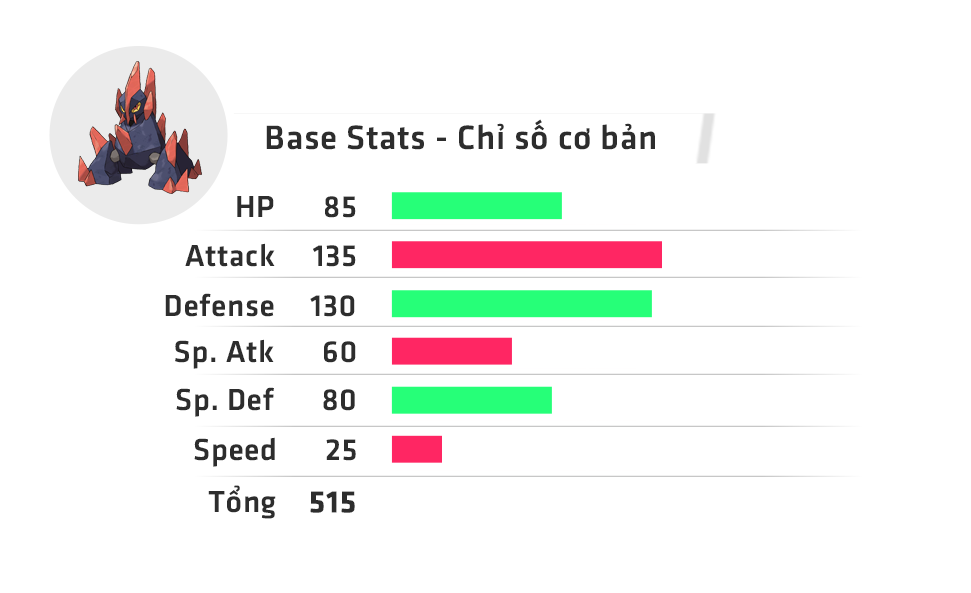 Base Stats - Chỉ số cơ bản
HP 85
Attack 135
Defense 130
Sp. Atk 60
Sp. Def 80
Speed 25
Tổng 515